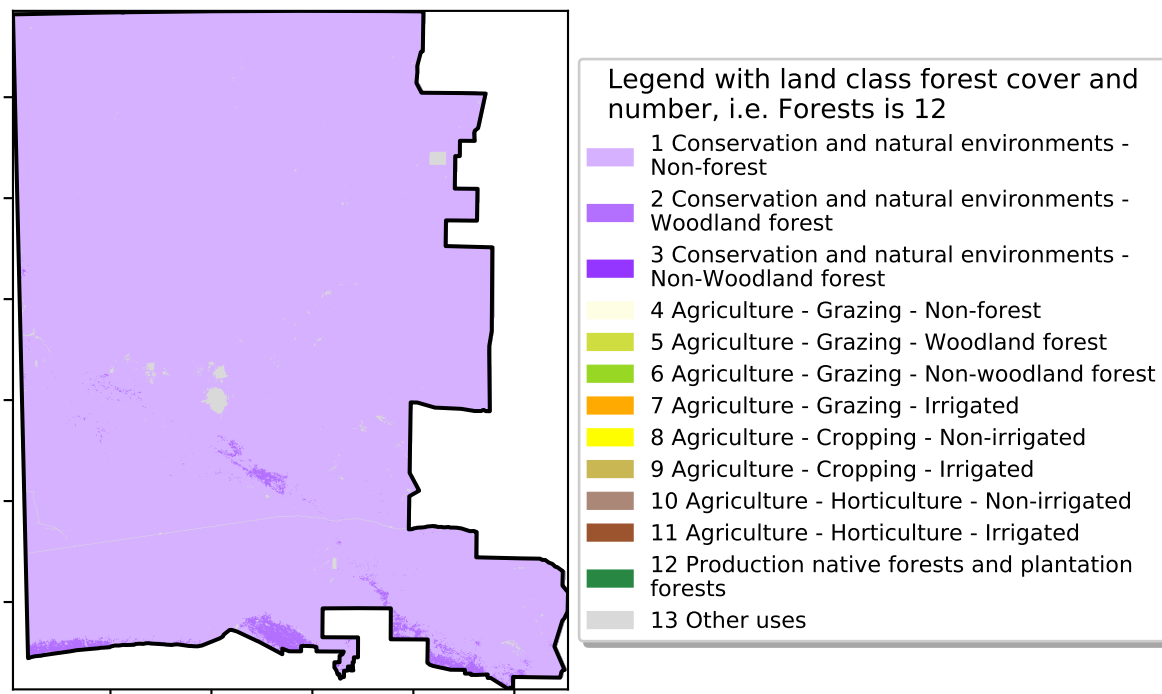 Legend with land class forest cover and
number, i.e. Forests is 12
1 Conservation and natural environments -
Non-forest
2 Conservation and natural environments -
Woodland forest
3 Conservation and natural environments -
Non-Woodland forest
4 Agriculture - Grazing - Non-forest
5 Agriculture - Grazing - Woodland forest
6 Agriculture - Grazing - Non-woodland forest
7 Agriculture - Grazing - Irrigated
8 Agriculture - Cropping - Non-irrigated
9 Agriculture - Cropping - Irrigated
10 Agriculture - Horticulture - Non-irrigated
11 Agriculture - Horticulture - Irrigated
12 Production native forests and plantation
forests
13 Other uses